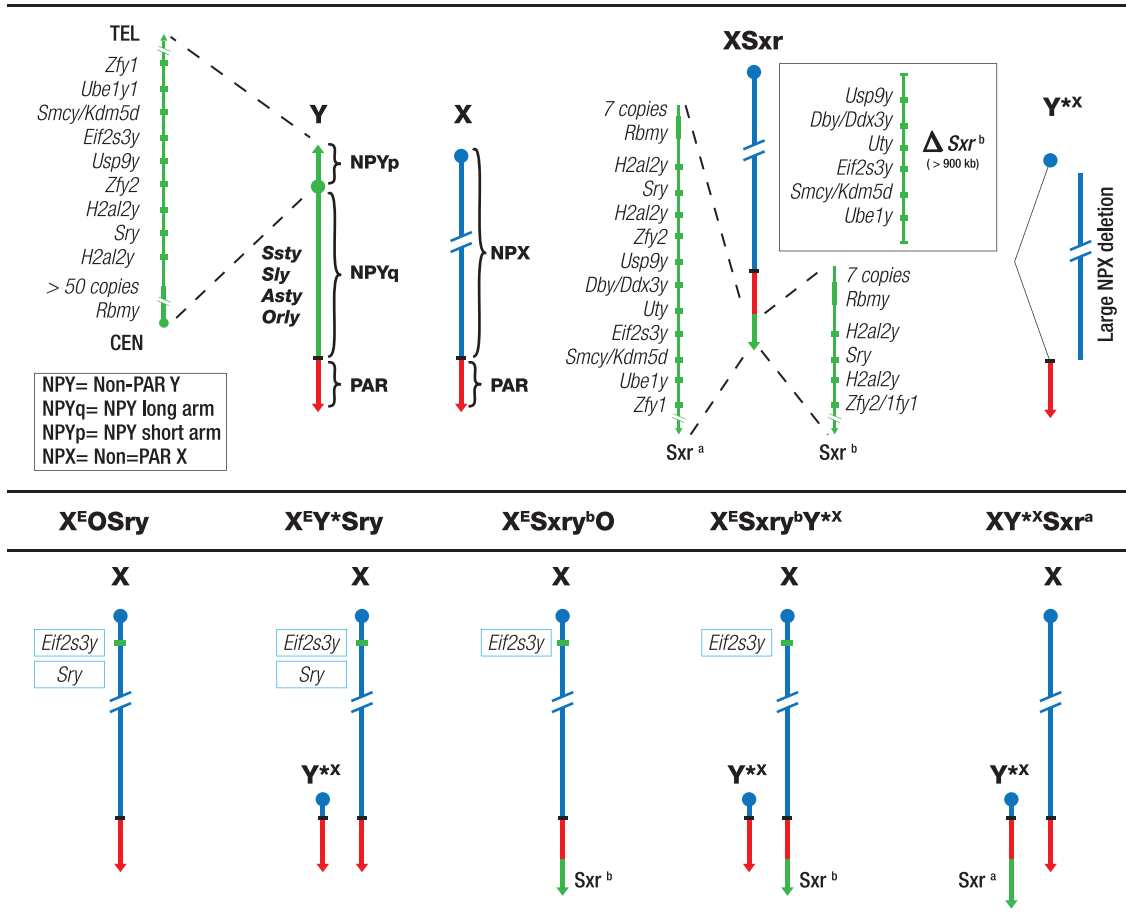 TEL
Zfy1
Ube1y1
Smcy/Kdm5d
Eif2s3y
Usp9y
Zfy2
H2al2y
Sry
H2al2y
> 50 copies
Rbmy
CEN
Y
NPYp
NPYq
Ssty
Sly
Asty
Orly
PAR
X
NPX
PAR
NPY= Non-PAR Y
NPYq= NPY long arm
NPYp= NPY short arm
NPX= Non=PAR X
XSxr
7 copies
Rbmy
H2al2y
Sry
H2al2y
Zfy2
Usp9y
Dby/Ddx3y
Uty
Eif2s3y
Smcy/Kdm5d
Ube1y
Zfy1
Sxr a
Usp9y
Dby/Ddx3y
Uty
Eif2s3y
Smcy/Kdm5d
Ube1y
Δ Sxr b
(> 900 kb)
7 copies
Rbmy
H2al2y
Sry
H2al2y
Zfy2/1fy1
Sxr b
Y*X
Large NPX deletion
XEOSry
XEY*Sry
XESxrybO
XESxrybY*X
XY*XSxra
X
Eif2s3y
Sry
X
Eif2s3y
Sry
Y*X
X
Eif2s3y
Sxr b
X
Eif2s3y
Y*X
Sxr b
X
Y*X
Sxr a